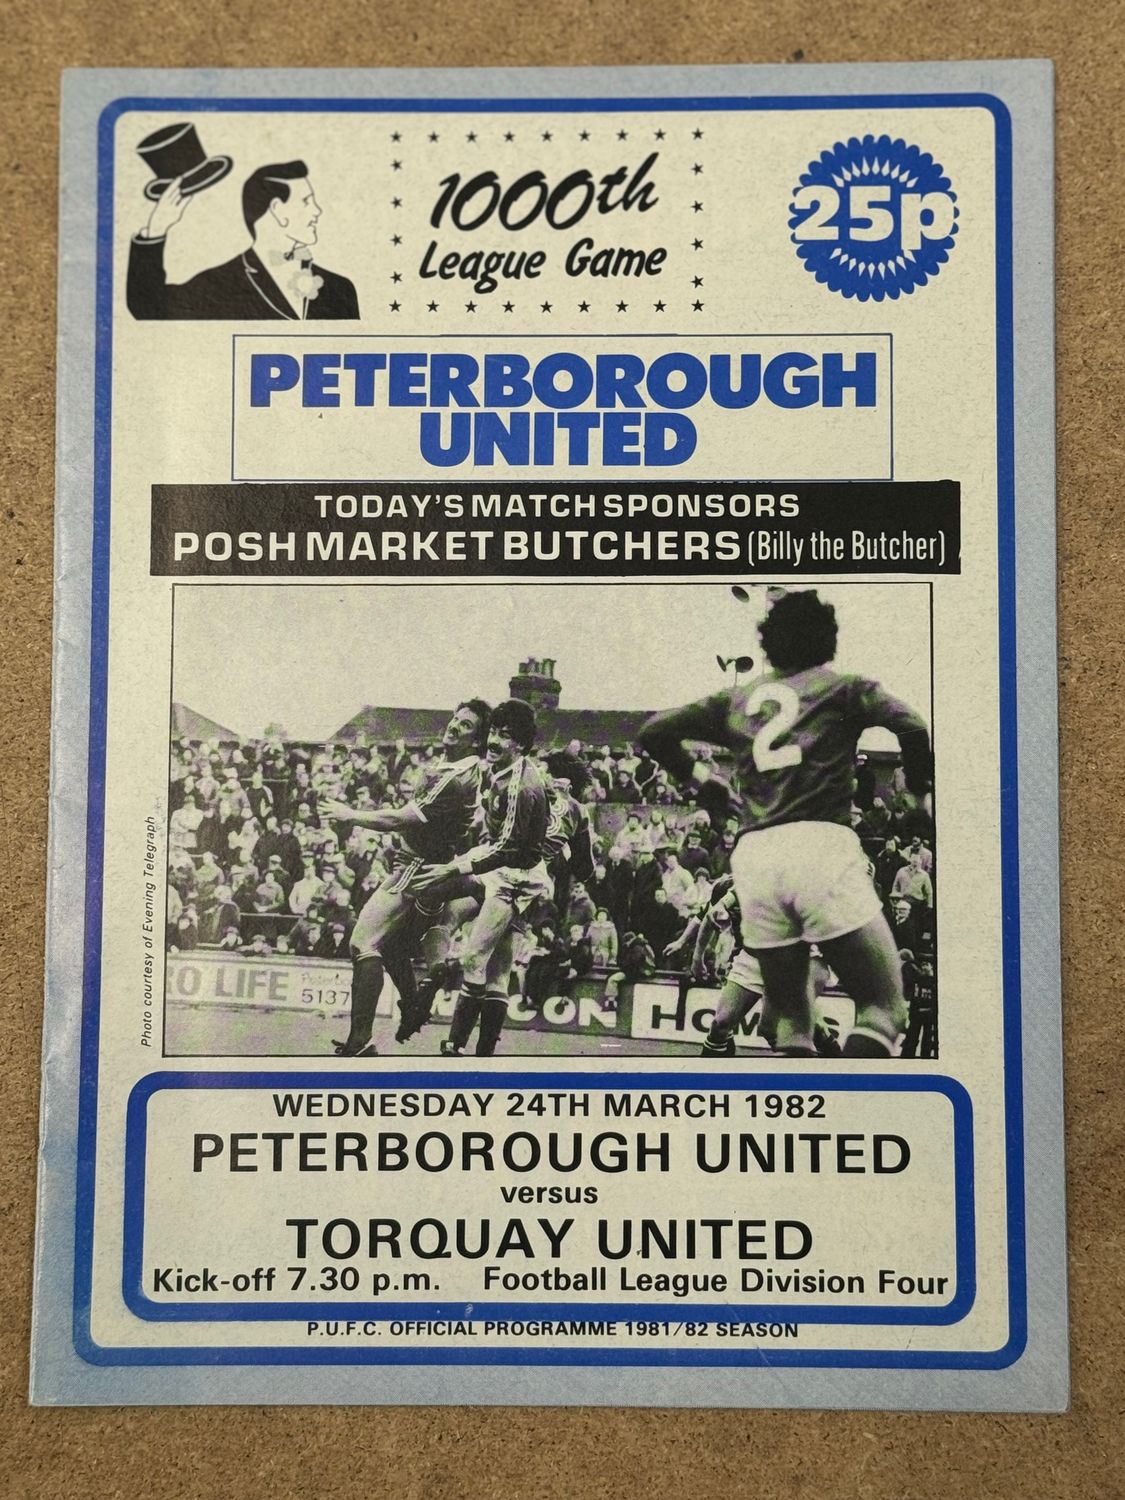 1000th
League Game
25p
PETERBOROUGH
UNITED
TODAY'S MATCH SPONSORS
POSH MARKET BUTCHERS (Billy the Butcher)
2
Photo courtesy of Evening Telegraph
RO LIFE
5137
CON
HOM
WEDNESDAY 24TH MARCH 1982
PETERBOROUGH UNITED
versus
TORQUAY UNITED
Kick-off 7.30 p.m. Football League Division Four
P.U.F.C. OFFICIAL PROGRAMME 1981/82 SEASON